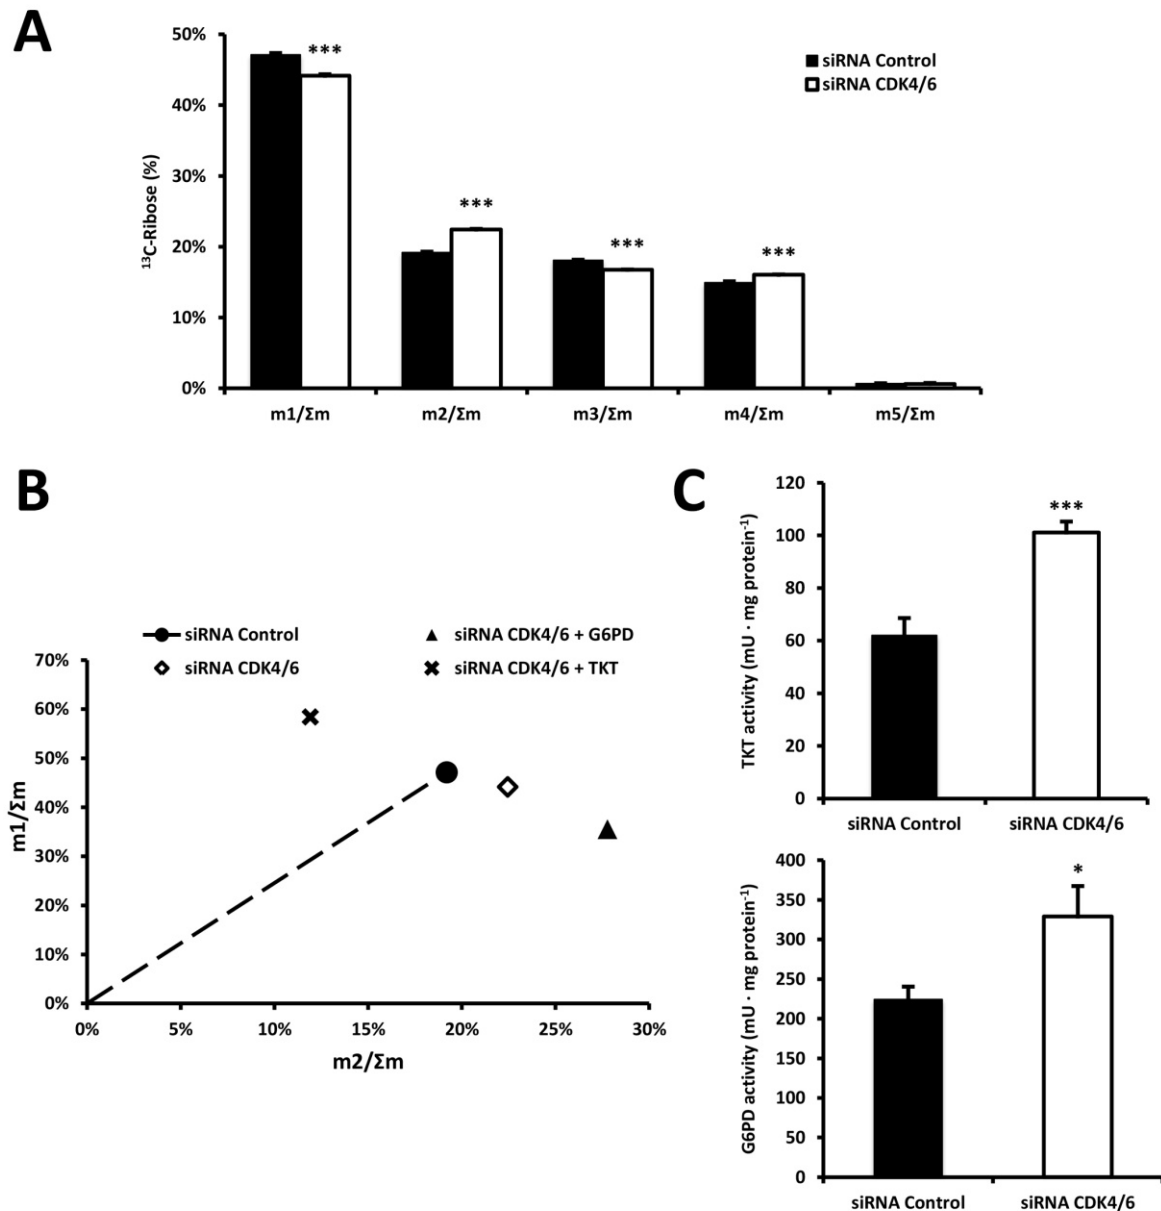 A
50%
40%
30%
20%
10%
0%
¹³C-Ribose (%)
***
***
***
***
siRNA Control
siRNA CDK4/6
m1/Σm
m2/Σm
m3/Σm
m4/Σm
m5/Σm
B
siRNA Control
siRNA CDK4/6 + G6PD
siRNA CDK4/6
siRNA CDK4/6 + TKT
70%
60%
50%
40%
30%
20%
10%
0%
m1/Σm
0%
5%
10%
15%
20%
25%
30%
m2/Σm
C
120
100
80
60
40
20
0
TKT activity (mU · mg protein⁻¹)
***
siRNA Control
siRNA CDK4/6
400
350
300
250
200
150
100
50
0
G6PD activity (mU · mg protein⁻¹)
*
siRNA Control
siRNA CDK4/6